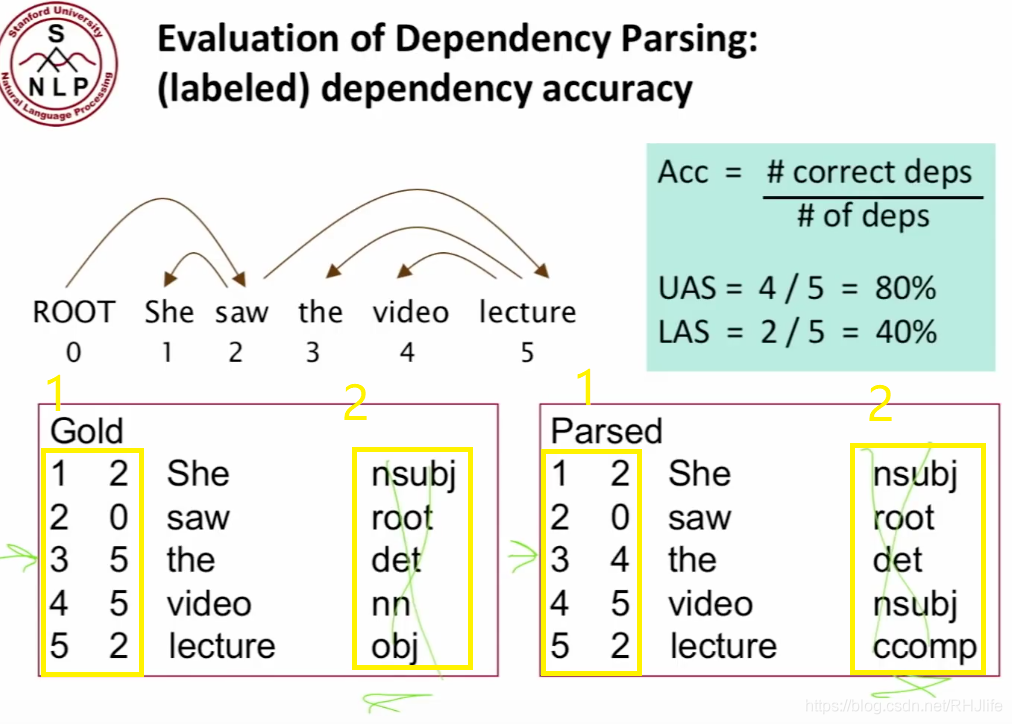 Stanford University
S
NLP
Natural Language Processing
Evaluation of Dependency Parsing:
(labeled) dependency accuracy
Acc = # correct deps
# of deps
UAS = 4 / 5 = 80%
LAS = 2 / 5 = 40%
ROOT She saw the video lecture
0 1 2 3 4 5
1 2
Gold
1 2 She nsubj
2 0 saw root
3 5 the det
4 5 video nn
5 2 lecture obj
1 2
Parsed
1 2 She nsubj
2 0 saw root
3 4 the det
4 5 video nsubj
5 2 lecture ccomp
https://blog.csdn.net/RHJlife